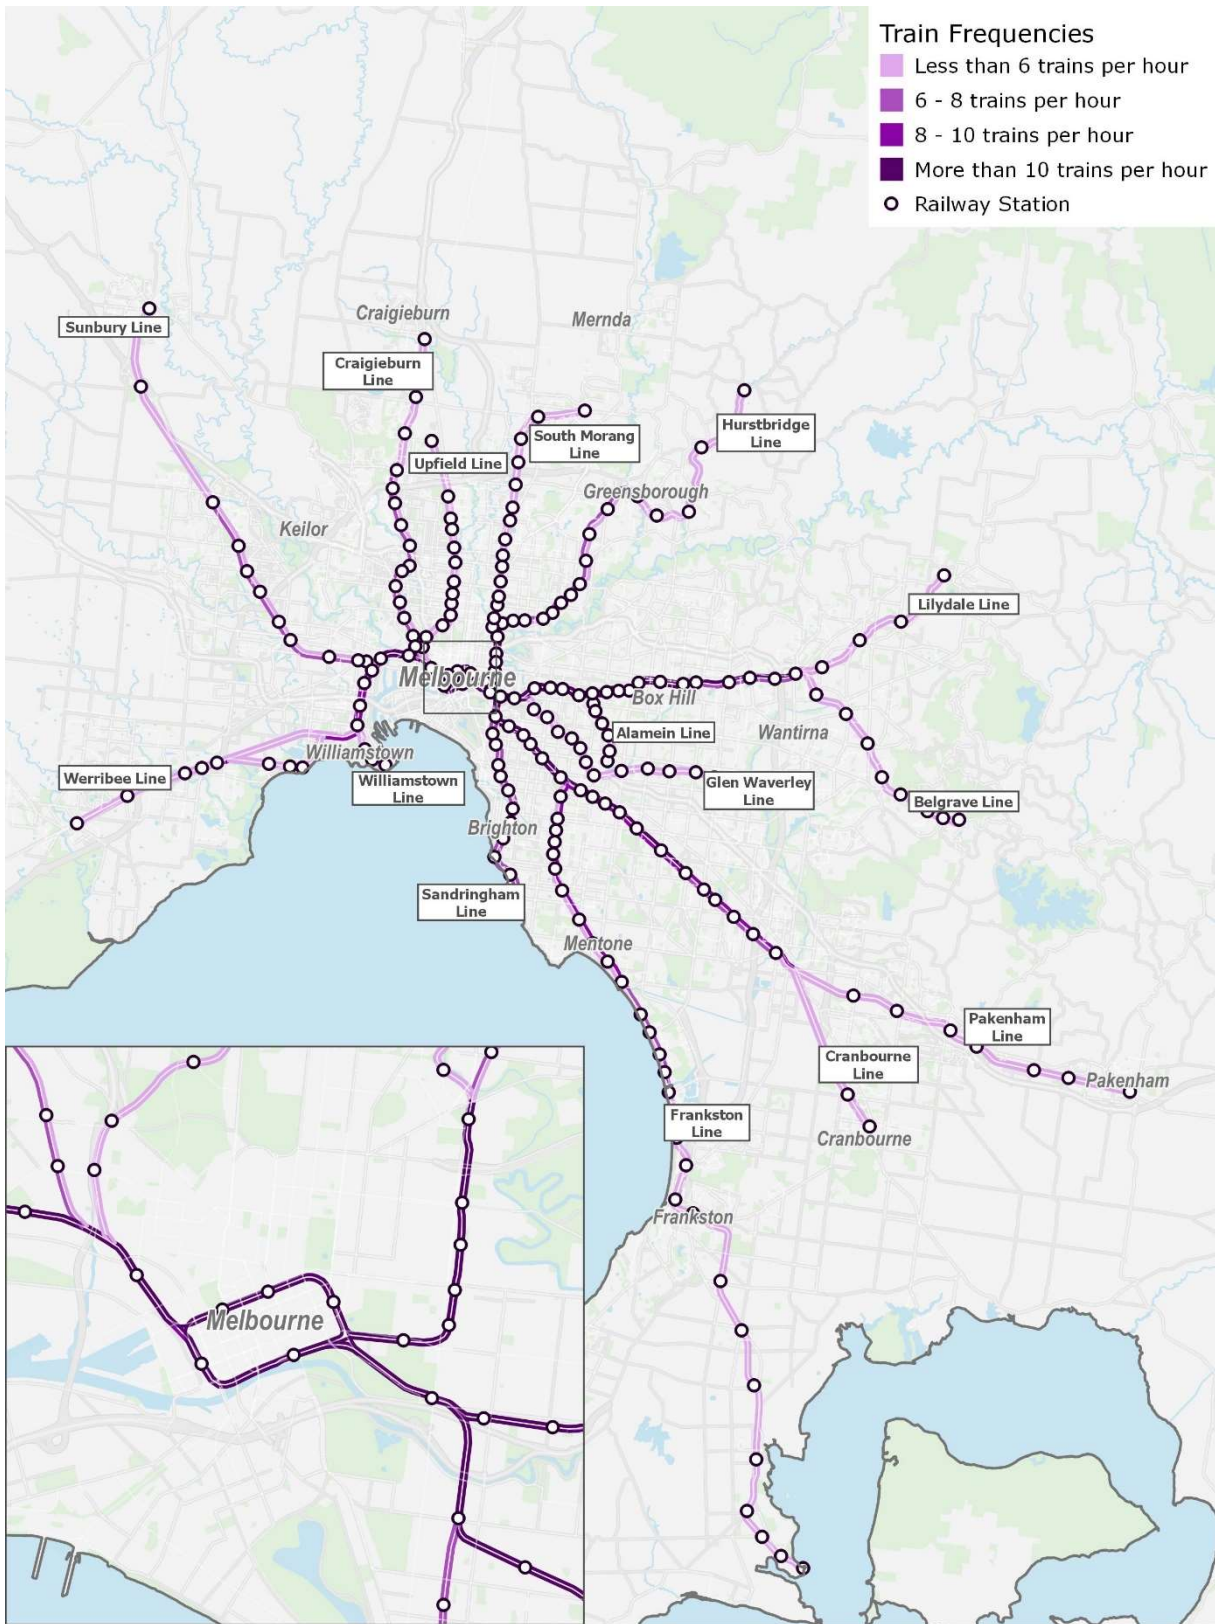 Train Frequencies
Less than 6 trains per hour
6 - 8 trains per hour
8 - 10 trains per hour
More than 10 trains per hour
Railway Station
Sunbury Line
Craigieburn
Mernda
Craigieburn
Line
Hurstbridge
Line
South Morang
Line
Upfield Line
Greensborough
Keilor
Lilydale Line
Melbourne
Box Hill
Wantirna
Alamein Line
Williamstown
Werribee Line
Williamstown
Line
Glen Waverley
Line
Belgrave Line
Brighton
Sandringham
Line
Mentone
Pakenham
Line
Cranbourne
Line
Pakenham
Frankston
Line
Cranbourne
Frankston
Melbourne